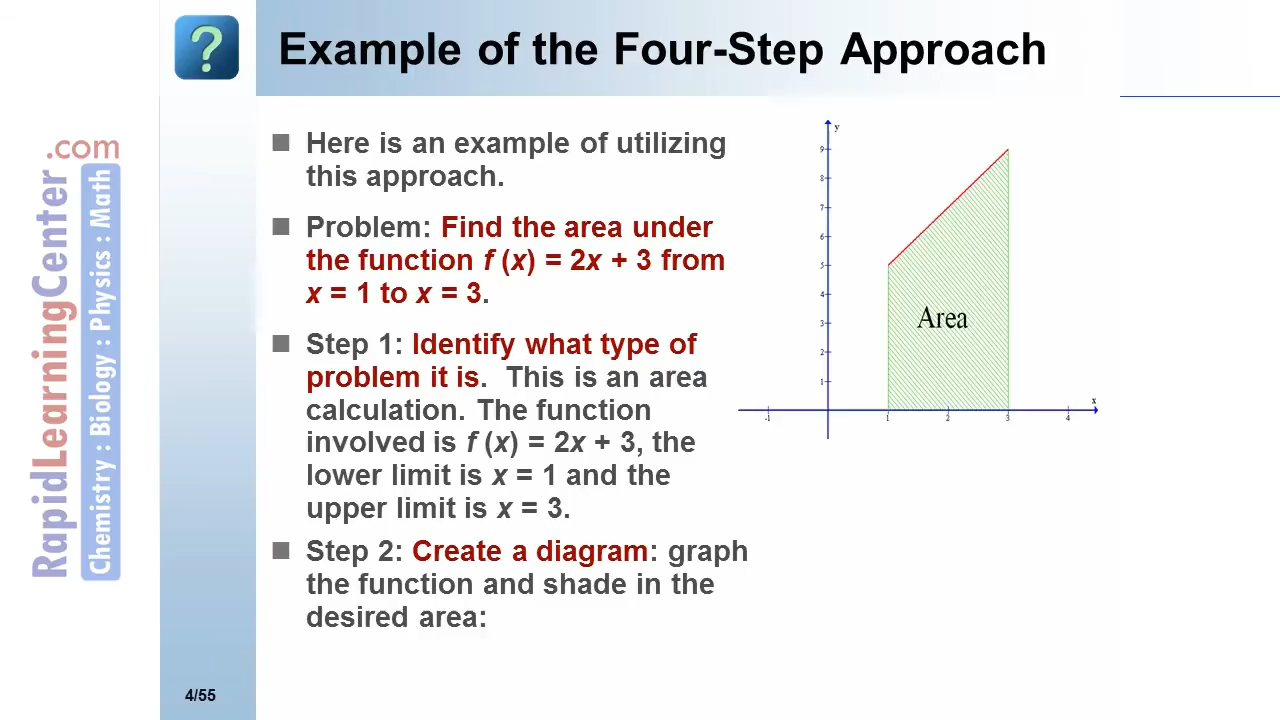 ?
Example of the Four-Step Approach
RapidLearningCenter.com
Chemistry : Biology : Physics : Math
Here is an example of utilizing
this approach.
Problem: Find the area under
the function f (x) = 2x + 3 from
x = 1 to x = 3.
Step 1: Identify what type of
problem it is. This is an area
calculation. The function
involved is f (x) = 2x + 3, the
lower limit is x = 1 and the
upper limit is x = 3.
Step 2: Create a diagram: graph
the function and shade in the
desired area:
y
9
8
7
6
5
4
3
2
1
Area
x
-1 1 2 3 4
4/55